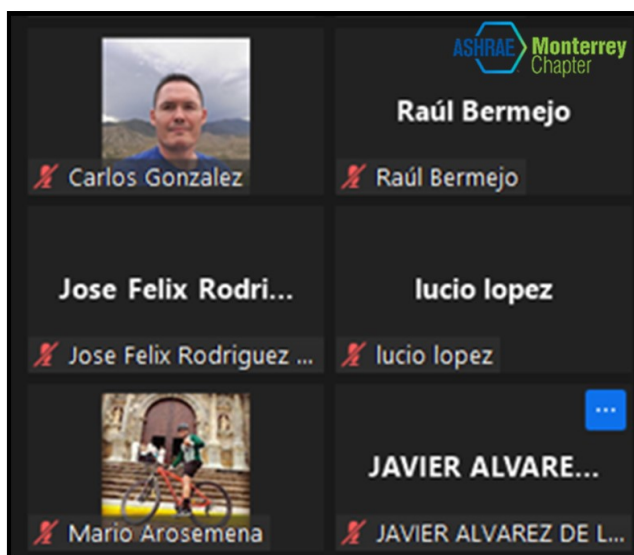 ASHRAE Monterrey
Chapter
Raúl Bermejo
Carlos Gonzalez
Raúl Bermejo
Jose Felix Rodri...
lucio lopez
Jose Felix Rodriguez ...
lucio lopez
...
JAVIER ALVARE...
Mario Arosemena
JAVIER ALVAREZ DE L...